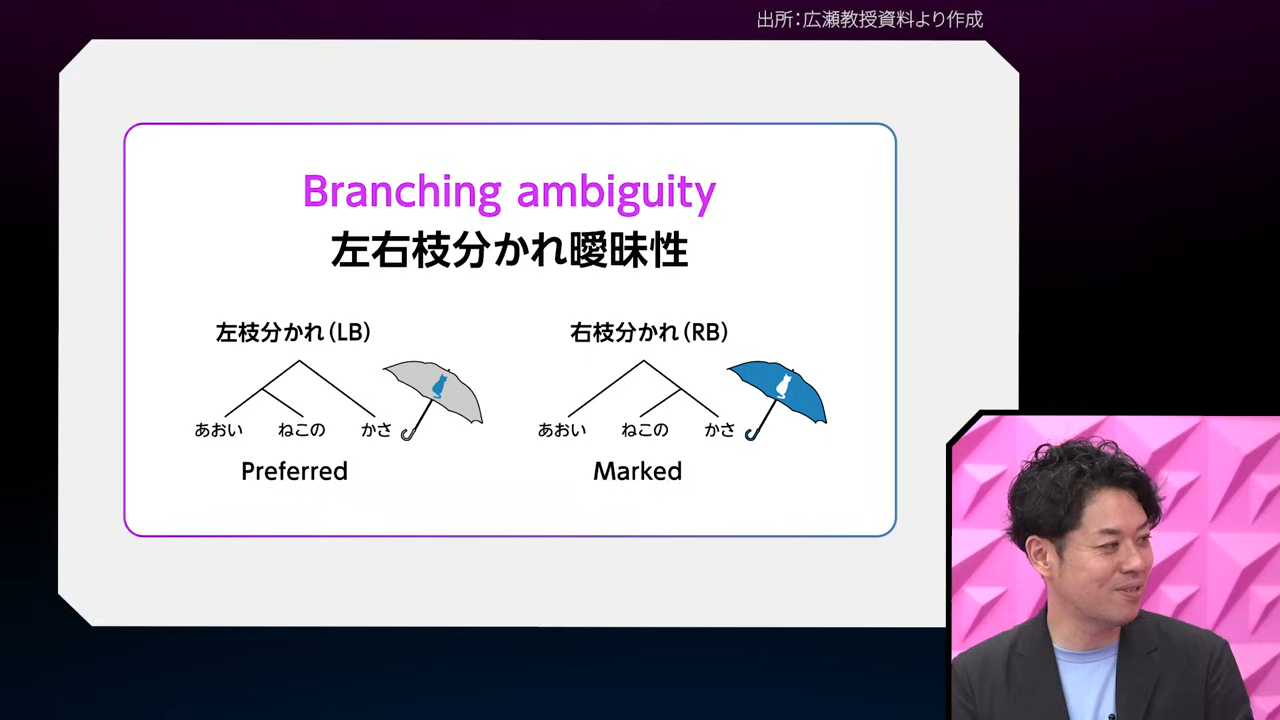 出所：広瀬教授資料より作成
Branching ambiguity
左右枝分かれ曖昧性
左枝分かれ（LB）
右枝分かれ（RB）
あおい ねこの かさ
あおい ねこの かさ
Preferred
Marked